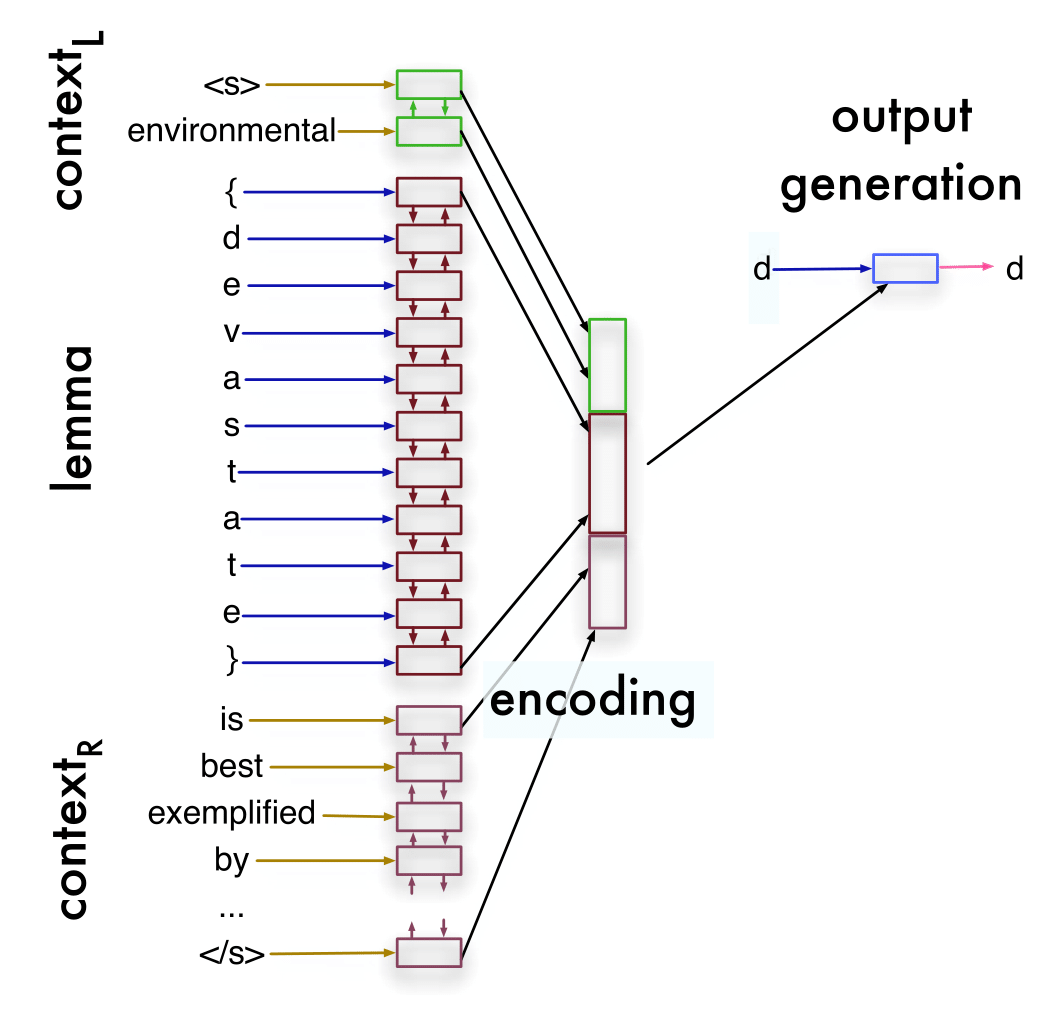 context_L
<s>
environmental
lemma
{
d
e
v
a
s
t
a
t
e
}
context_R
is
best
exemplified
by
...
</s>
encoding
output
generation
d
d